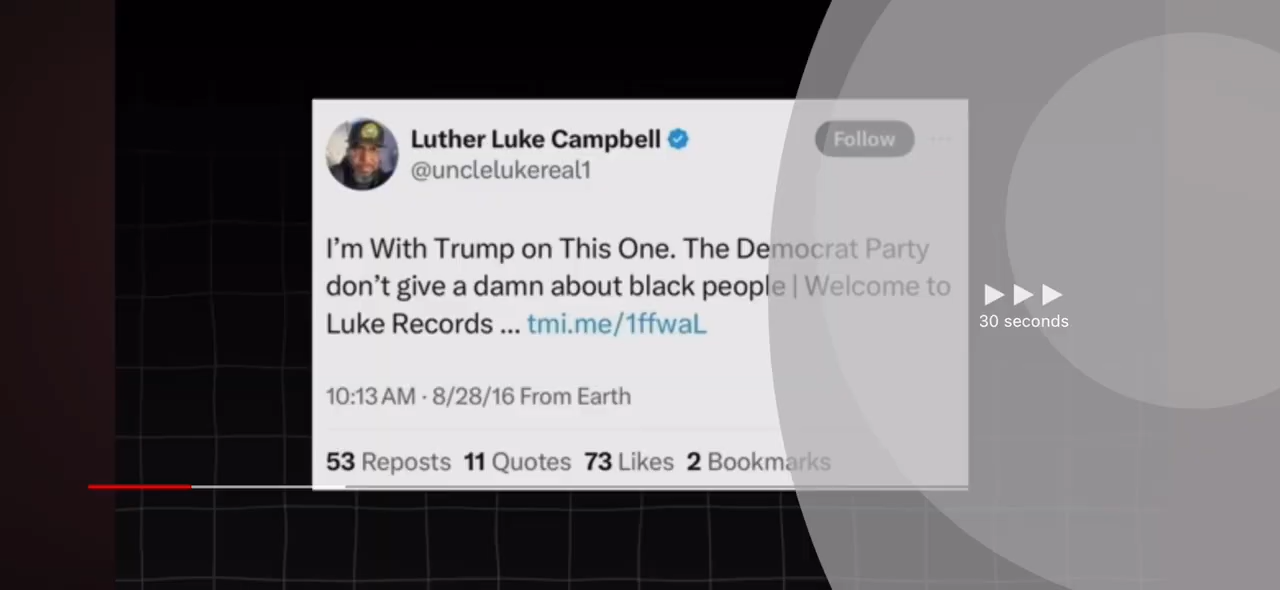 Luther Luke Campbell
Follow
@unclelukereal1
I'm With Trump on This One. The Democrat Party
don't give a damn about black people | Welcome to
Luke Records ... tmi.me/1ffwaL
30 seconds
10:13 AM · 8/28/16 From Earth
53 Reposts 11 Quotes 73 Likes 2 Bookmarks